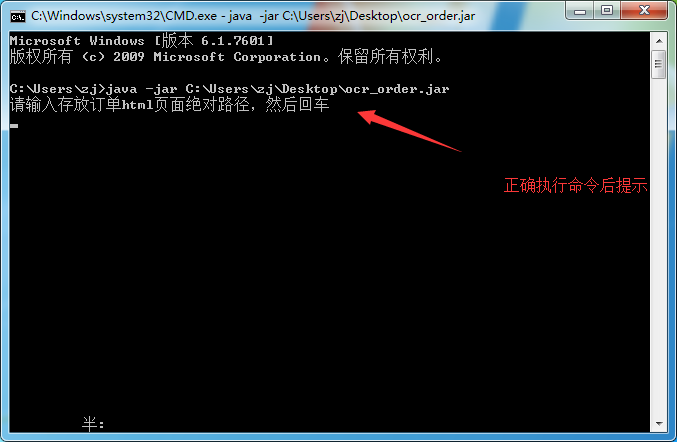 C:\Windows\system32\CMD.exe - java  -jar C:\Users\zj\Desktop\ocr_order.jar
Microsoft Windows [版本 6.1.7601]
版权所有 (c) 2009 Microsoft Corporation。保留所有权利。
C:\Users\zj>java -jar C:\Users\zj\Desktop\ocr_order.jar
请输入存放订单html页面绝对路径，然后回车
正确执行命令后提示
半: